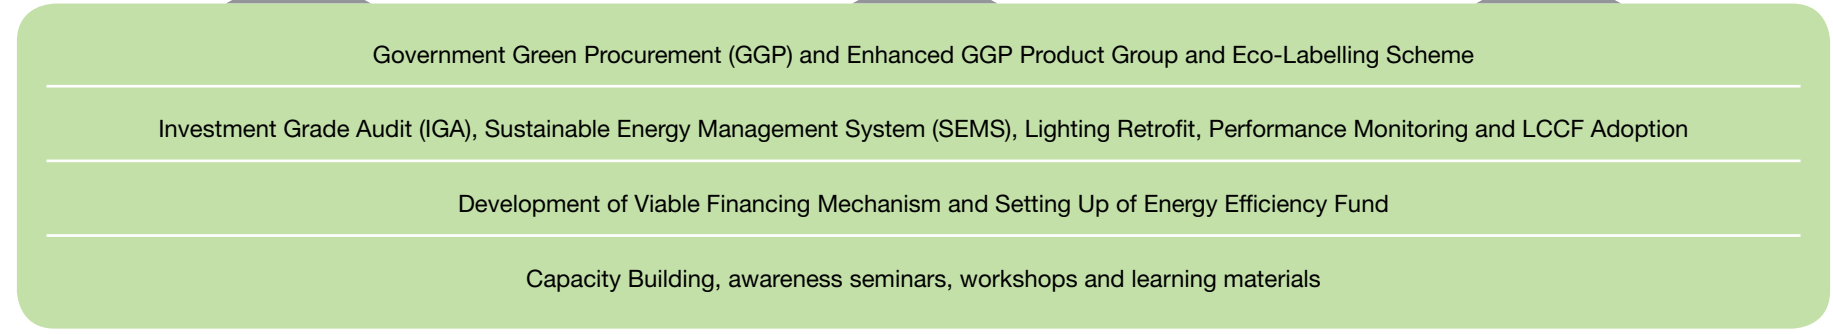 Government Green Procurement (GGP) and Enhanced GGP Product Group and Eco-Labelling Scheme
Investment Grade Audit (IGA), Sustainable Energy Management System (SEMS), Lighting Retrofit, Performance Monitoring and LCCF Adoption
Development of Viable Financing Mechanism and Setting Up of Energy Efficiency Fund
Capacity Building, awareness seminars, workshops and learning materials